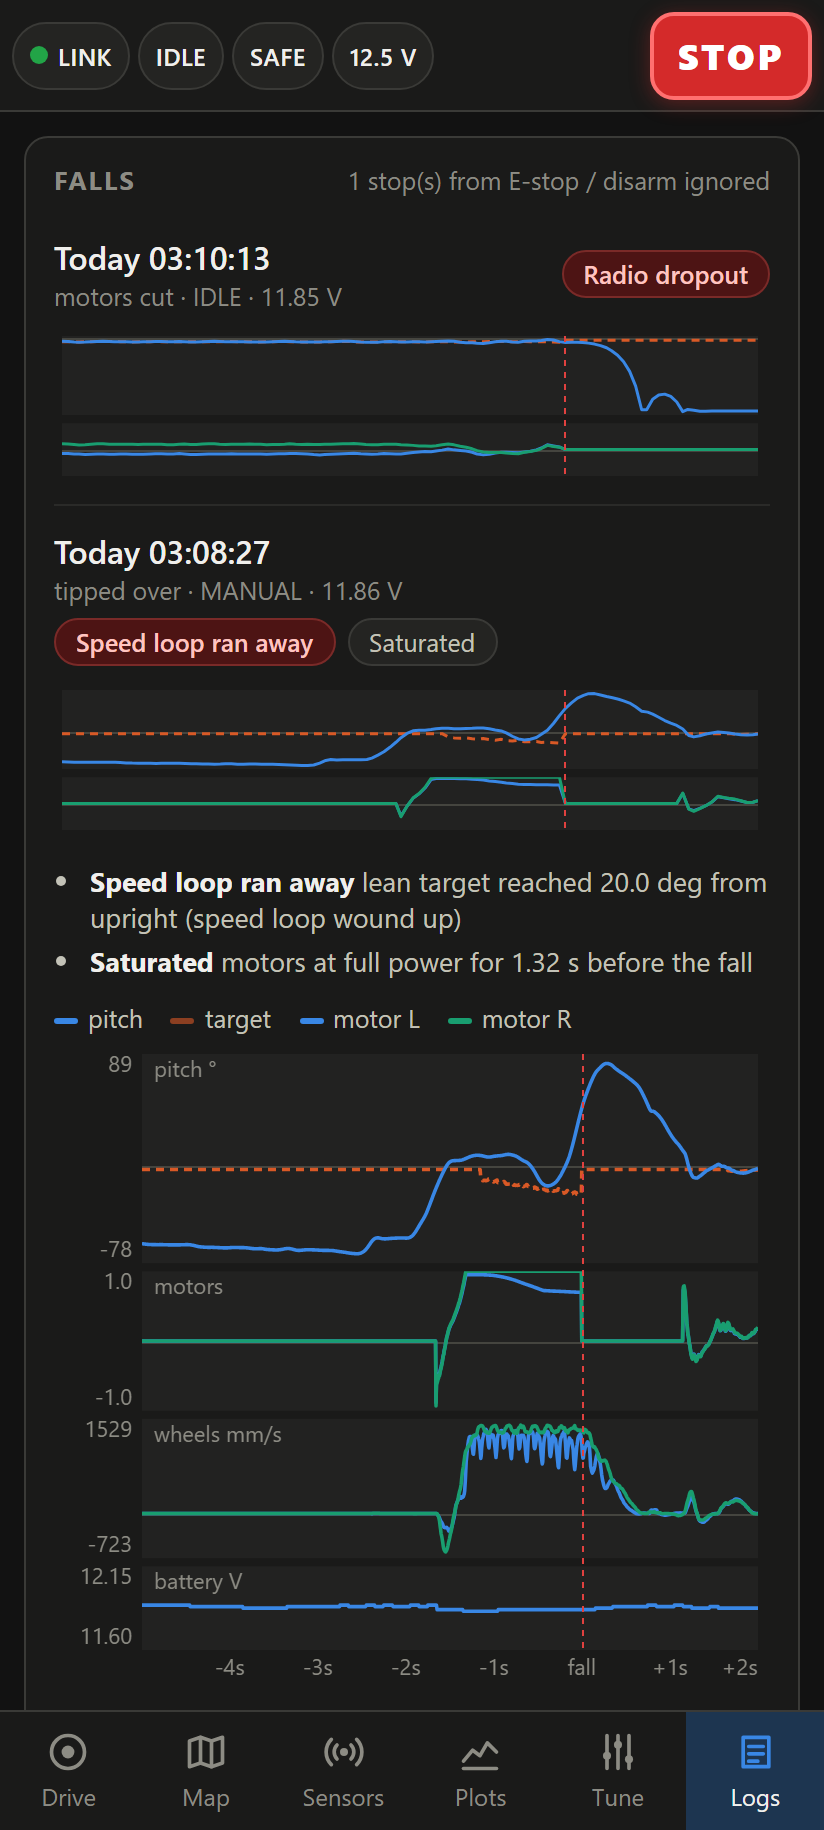 LINK
IDLE
SAFE
12.5 V
STOP
FALLS
1 stop(s) from E-stop / disarm ignored
Today 03:10:13
motors cut · IDLE · 11.85 V
Radio dropout
Today 03:08:27
tipped over · MANUAL · 11.86 V
Speed loop ran away
Saturated
• Speed loop ran away lean target reached 20.0 deg from
upright (speed loop wound up)
• Saturated motors at full power for 1.32 s before the fall
pitch
target
motor L
motor R
89
pitch °
-78
1.0
motors
-1.0
1529
wheels mm/s
-723
12.15
battery V
11.60
-4s
-3s
-2s
-1s
fall
+1s
+2s
Drive
Map
Sensors
Plots
Tune
Logs